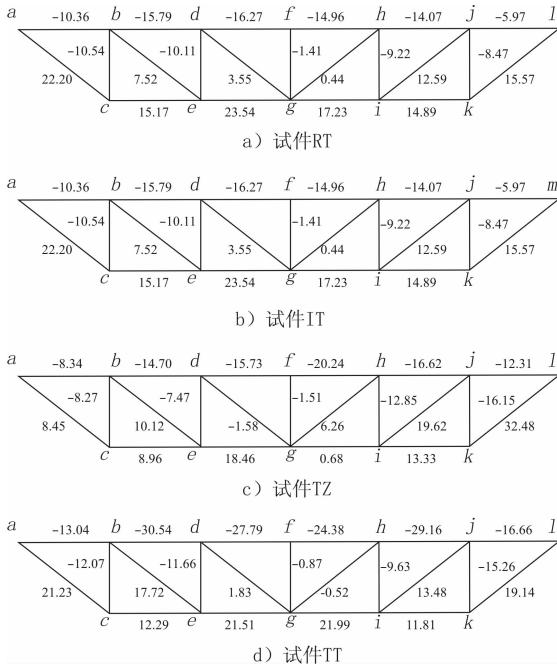 a -10.36 b -15.79 d -16.27 f -14.96 h -14.07 j -5.97 l
-10.54 -10.11 -1.41 -9.22 -8.47
22.20 7.52 3.55 0.44 12.59 15.57
c 15.17 e 23.54 g 17.23 i 14.89 k
a) 试件RT
a -10.36 b -15.79 d -16.27 f -14.96 h -14.07 j -5.97 m
-10.54 -10.11 -1.41 -9.22 -8.47
22.20 7.52 3.55 0.44 12.59 15.57
c 15.17 e 23.54 g 17.23 i 14.89 k
b) 试件IT
a -8.34 b -14.70 d -15.73 f -20.24 h -16.62 j -12.31 l
-8.27 -7.47 -1.51 -12.85 -16.15
8.45 10.12 -1.58 6.26 19.62 32.48
c 8.96 e 18.46 g 0.68 i 13.33 k
c) 试件TZ
a -13.04 b -30.54 d -27.79 f -24.38 h -29.16 j -16.66 l
-12.07 -11.66 -0.87 -9.63 -15.26
21.23 17.72 1.83 -0.52 13.48 19.14
c 12.29 e 21.51 g 21.99 i 11.81 k
d) 试件TT